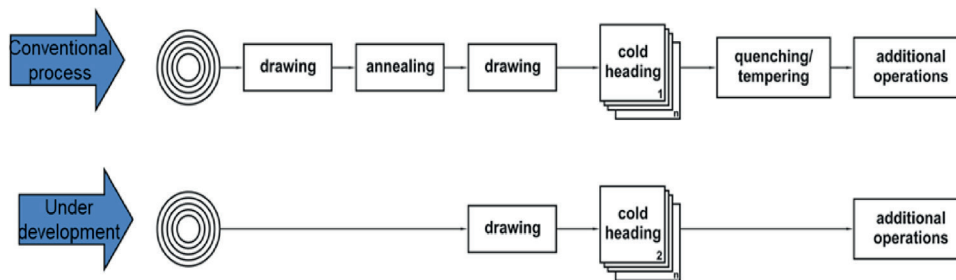 Conventional
process
drawing
annealing
drawing
cold
heading
1
n
quenching/
tempering
additional
operations
Under
development
drawing
cold
heading
2
n
additional
operations